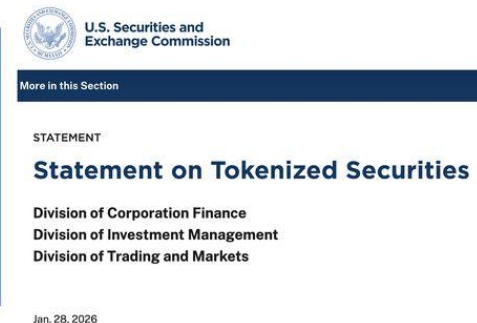 U.S. Securities and
Exchange Commission
More in this Section
STATEMENT
Statement on Tokenized Securities
Division of Corporation Finance
Division of Investment Management
Division of Trading and Markets
Jan. 28, 2026